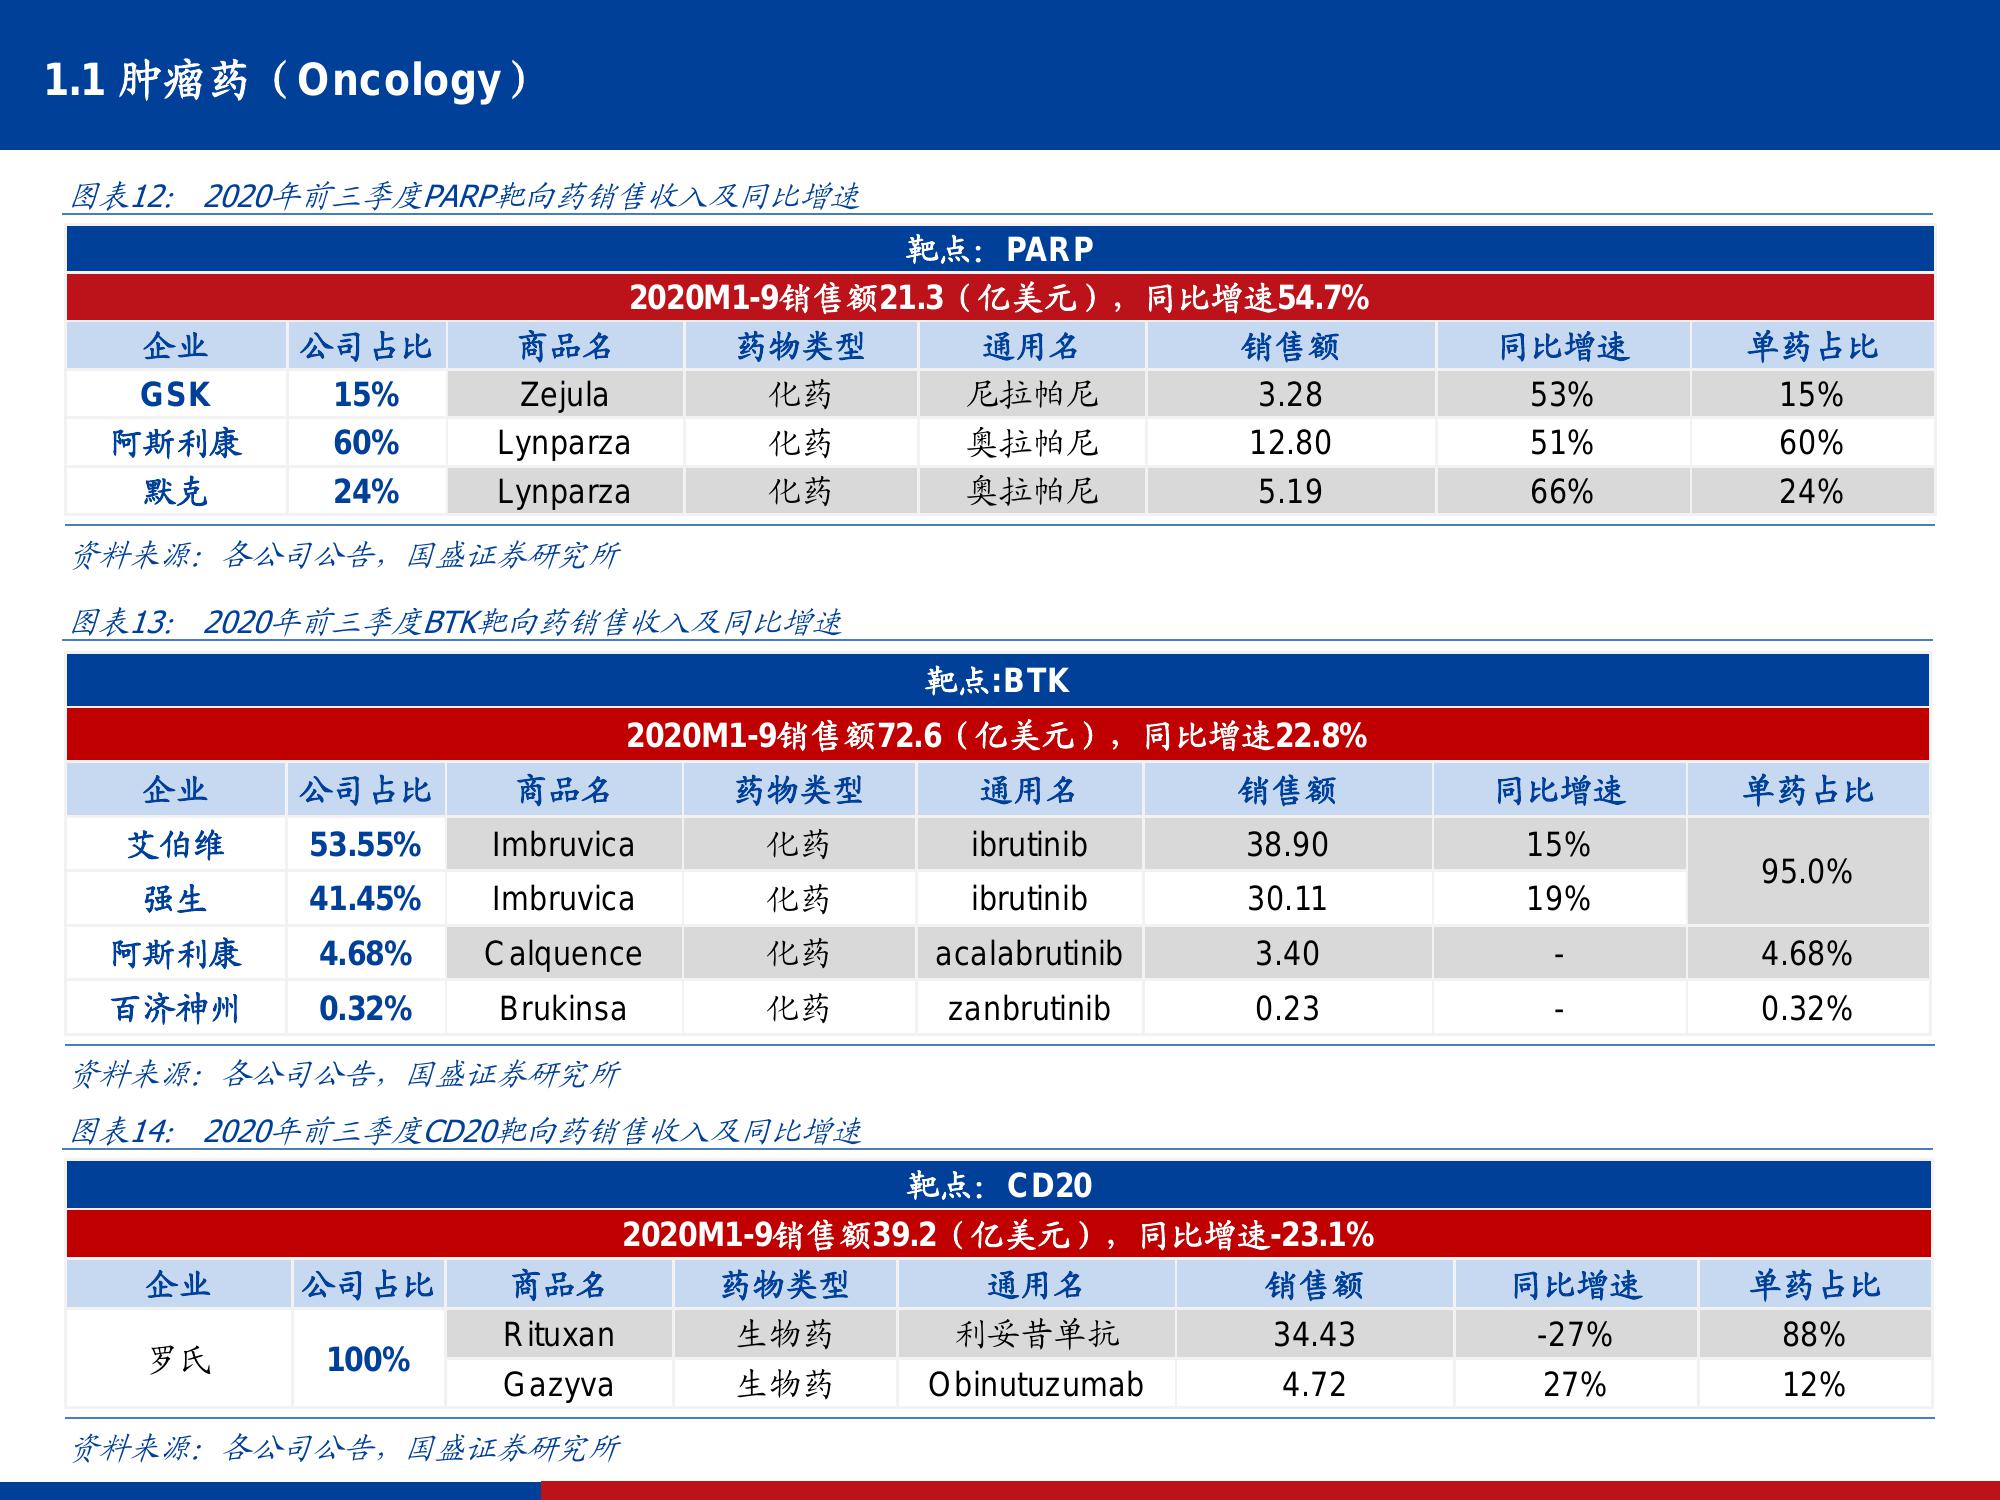 1.1 肿瘤药（Oncology）
图表12： 2020年前三季度PARP靶向药销售收入及同比增速
靶点：PARP
2020M1-9销售额21.3（亿美元），同比增速54.7%
企业 公司占比 商品名 药物类型 通用名 销售额 同比增速 单药占比
GSK 15% Zejula 化药 尼拉帕尼 3.28 53% 15%
阿斯利康 60% Lynparza 化药 奥拉帕尼 12.80 51% 60%
默克 24% Lynparza 化药 奥拉帕尼 5.19 66% 24%
资料来源：各公司公告，国盛证券研究所
图表13： 2020年前三季度BTK靶向药销售收入及同比增速
靶点:BTK
2020M1-9销售额72.6（亿美元），同比增速22.8%
企业 公司占比 商品名 药物类型 通用名 销售额 同比增速 单药占比
艾伯维 53.55% Imbruvica 化药 ibrutinib 38.90 15% 95.0%
强生 41.45% Imbruvica 化药 ibrutinib 30.11 19%
阿斯利康 4.68% Calquence 化药 acalabrutinib 3.40 - 4.68%
百济神州 0.32% Brukinsa 化药 zanbrutinib 0.23 - 0.32%
资料来源：各公司公告，国盛证券研究所
图表14： 2020年前三季度CD20靶向药销售收入及同比增速
靶点：CD20
2020M1-9销售额39.2（亿美元），同比增速-23.1%
企业 公司占比 商品名 药物类型 通用名 销售额 同比增速 单药占比
罗氏 100% Rituxan 生物药 利妥昔单抗 34.43 -27% 88%
Gazyva 生物药 Obinutuzumab 4.72 27% 12%
资料来源：各公司公告，国盛证券研究所